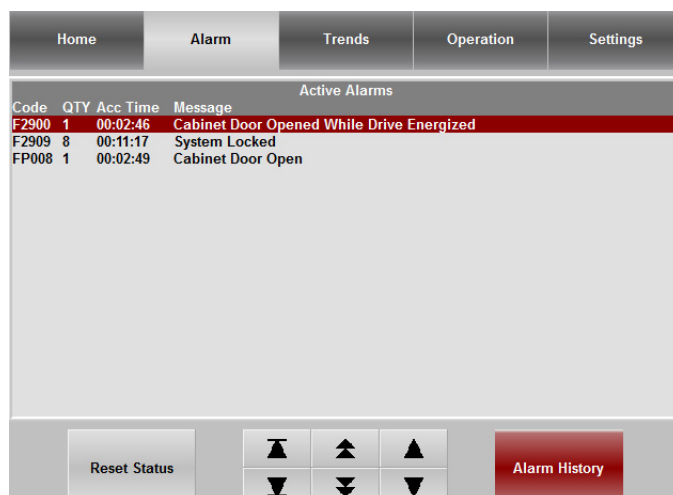 Home Alarm Trends Operation Settings
Active Alarms
Code QTY Acc Time Message
F2900 1 00:02:46 Cabinet Door Opened While Drive Energized
F2909 8 00:11:17 System Locked
FP008 1 00:02:49 Cabinet Door Open
Reset Status Alarm History